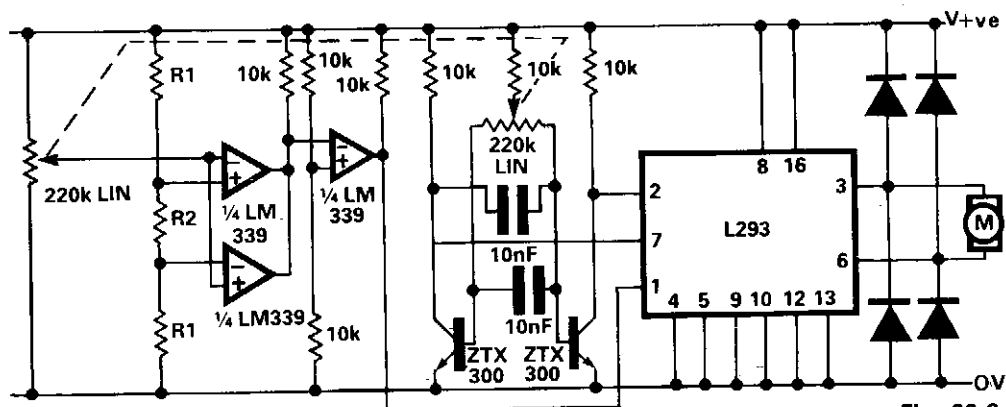 V+ve
R1
10k
10k
10k
10k
10k
10k
220k
LIN
220k LIN
R2
R1
−
+
¼ LM
339
−
+
¼ LM339
−
+
¼ LM
339
10k
10nF
10nF
ZTX
300
ZTX
300
8 16
2
7
1
L293
3
6
4 5 9 10 12 13
M
OV